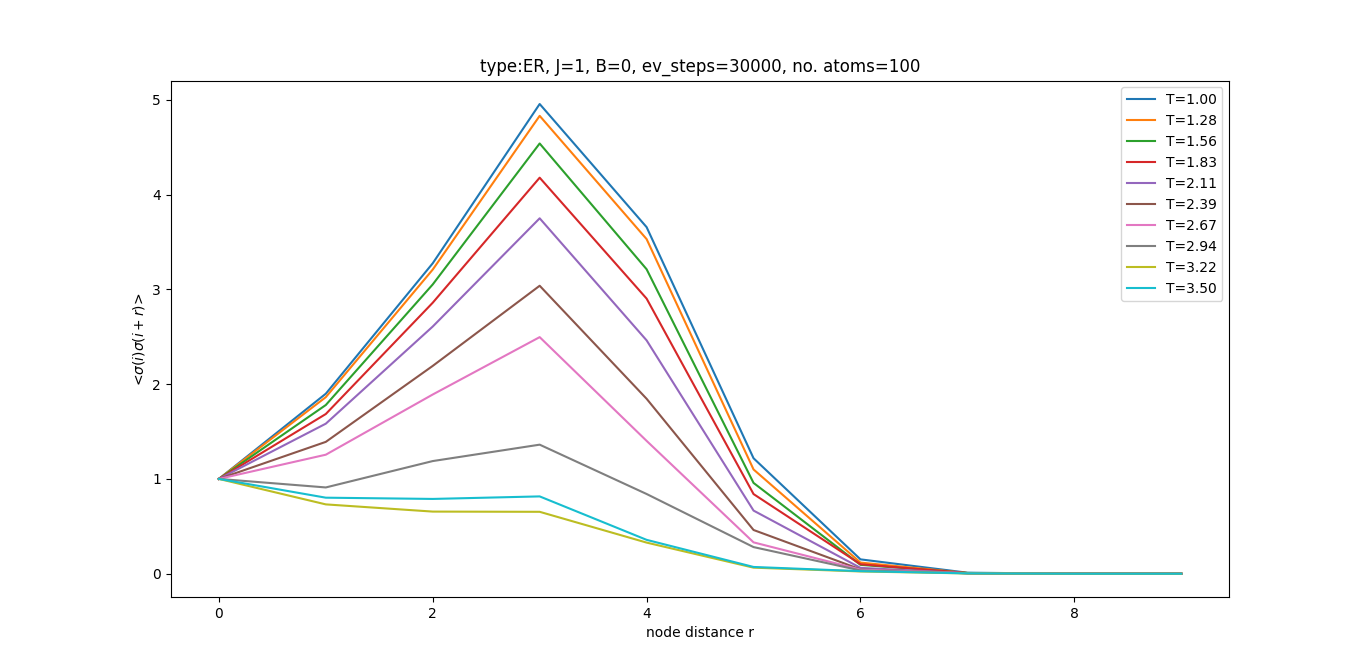 type:ER, J=1, B=0, ev_steps=30000, no. atoms=100
<σ(i)σ(i + r)>
5
4
3
2
1
0
0 2 4 6 8
node distance r
T=1.00
T=1.28
T=1.56
T=1.83
T=2.11
T=2.39
T=2.67
T=2.94
T=3.22
T=3.50